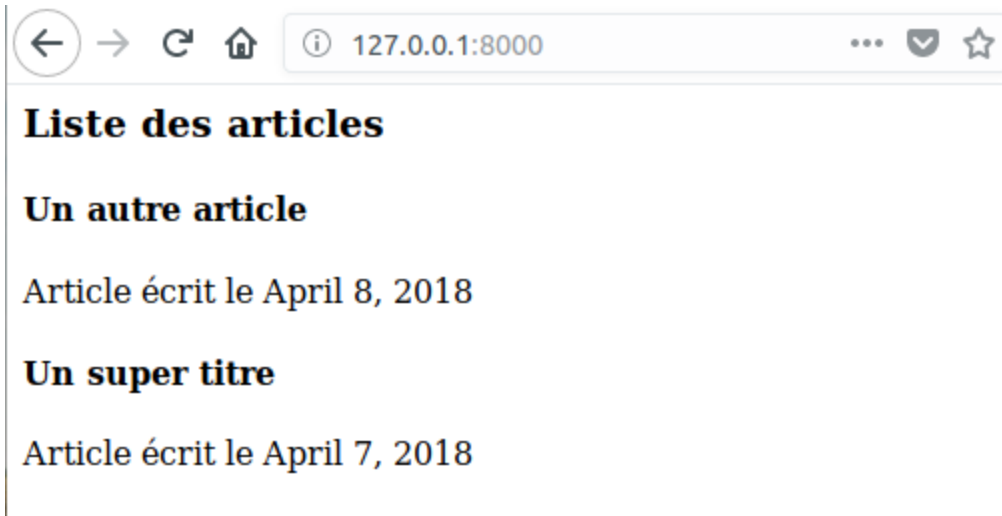 127.0.0.1:8000
Liste des articles
Un autre article
Article écrit le April 8, 2018
Un super titre
Article écrit le April 7, 2018